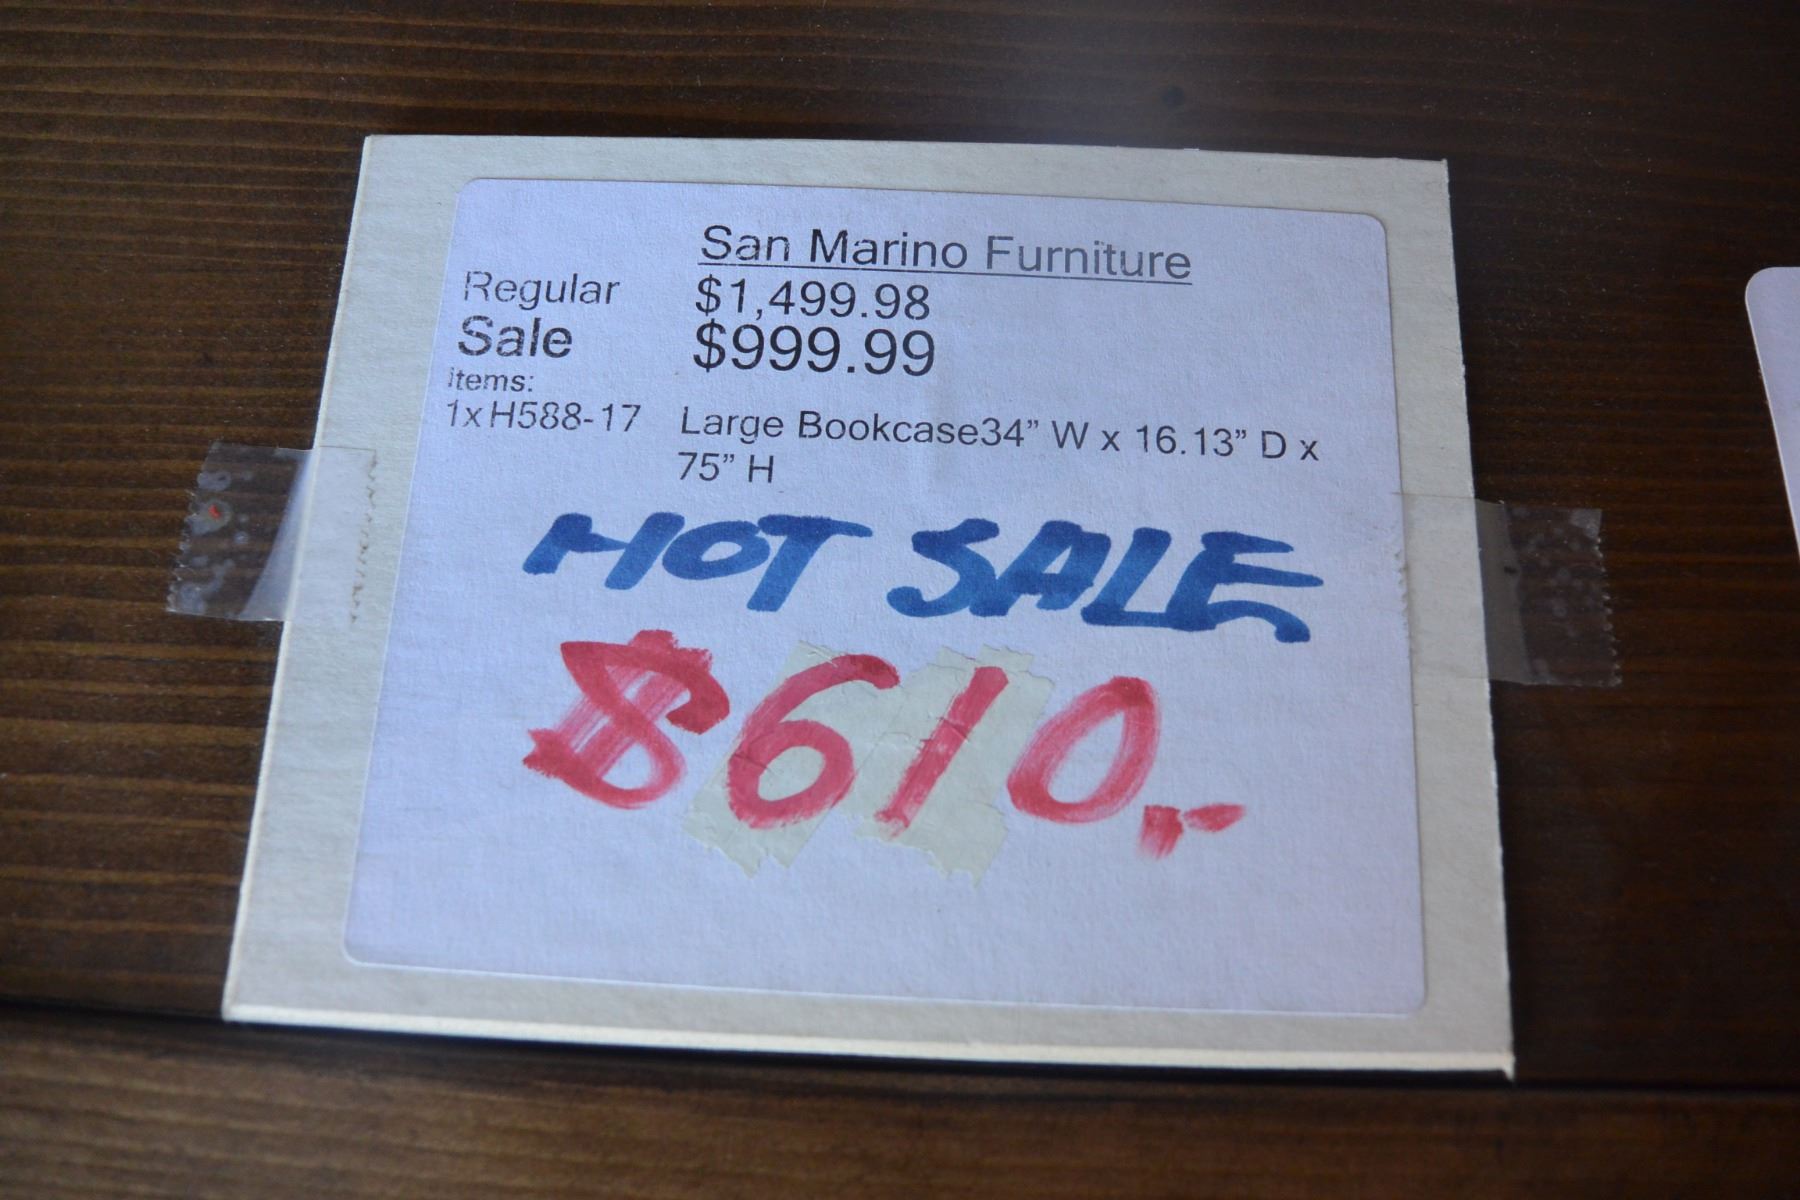 San Marino Furniture
Regular $1,499.98
Sale $999.99
Items:
1x H588-17 Large Bookcase34” W x 16.13” D x
75” H
HOT SALE
$610.-